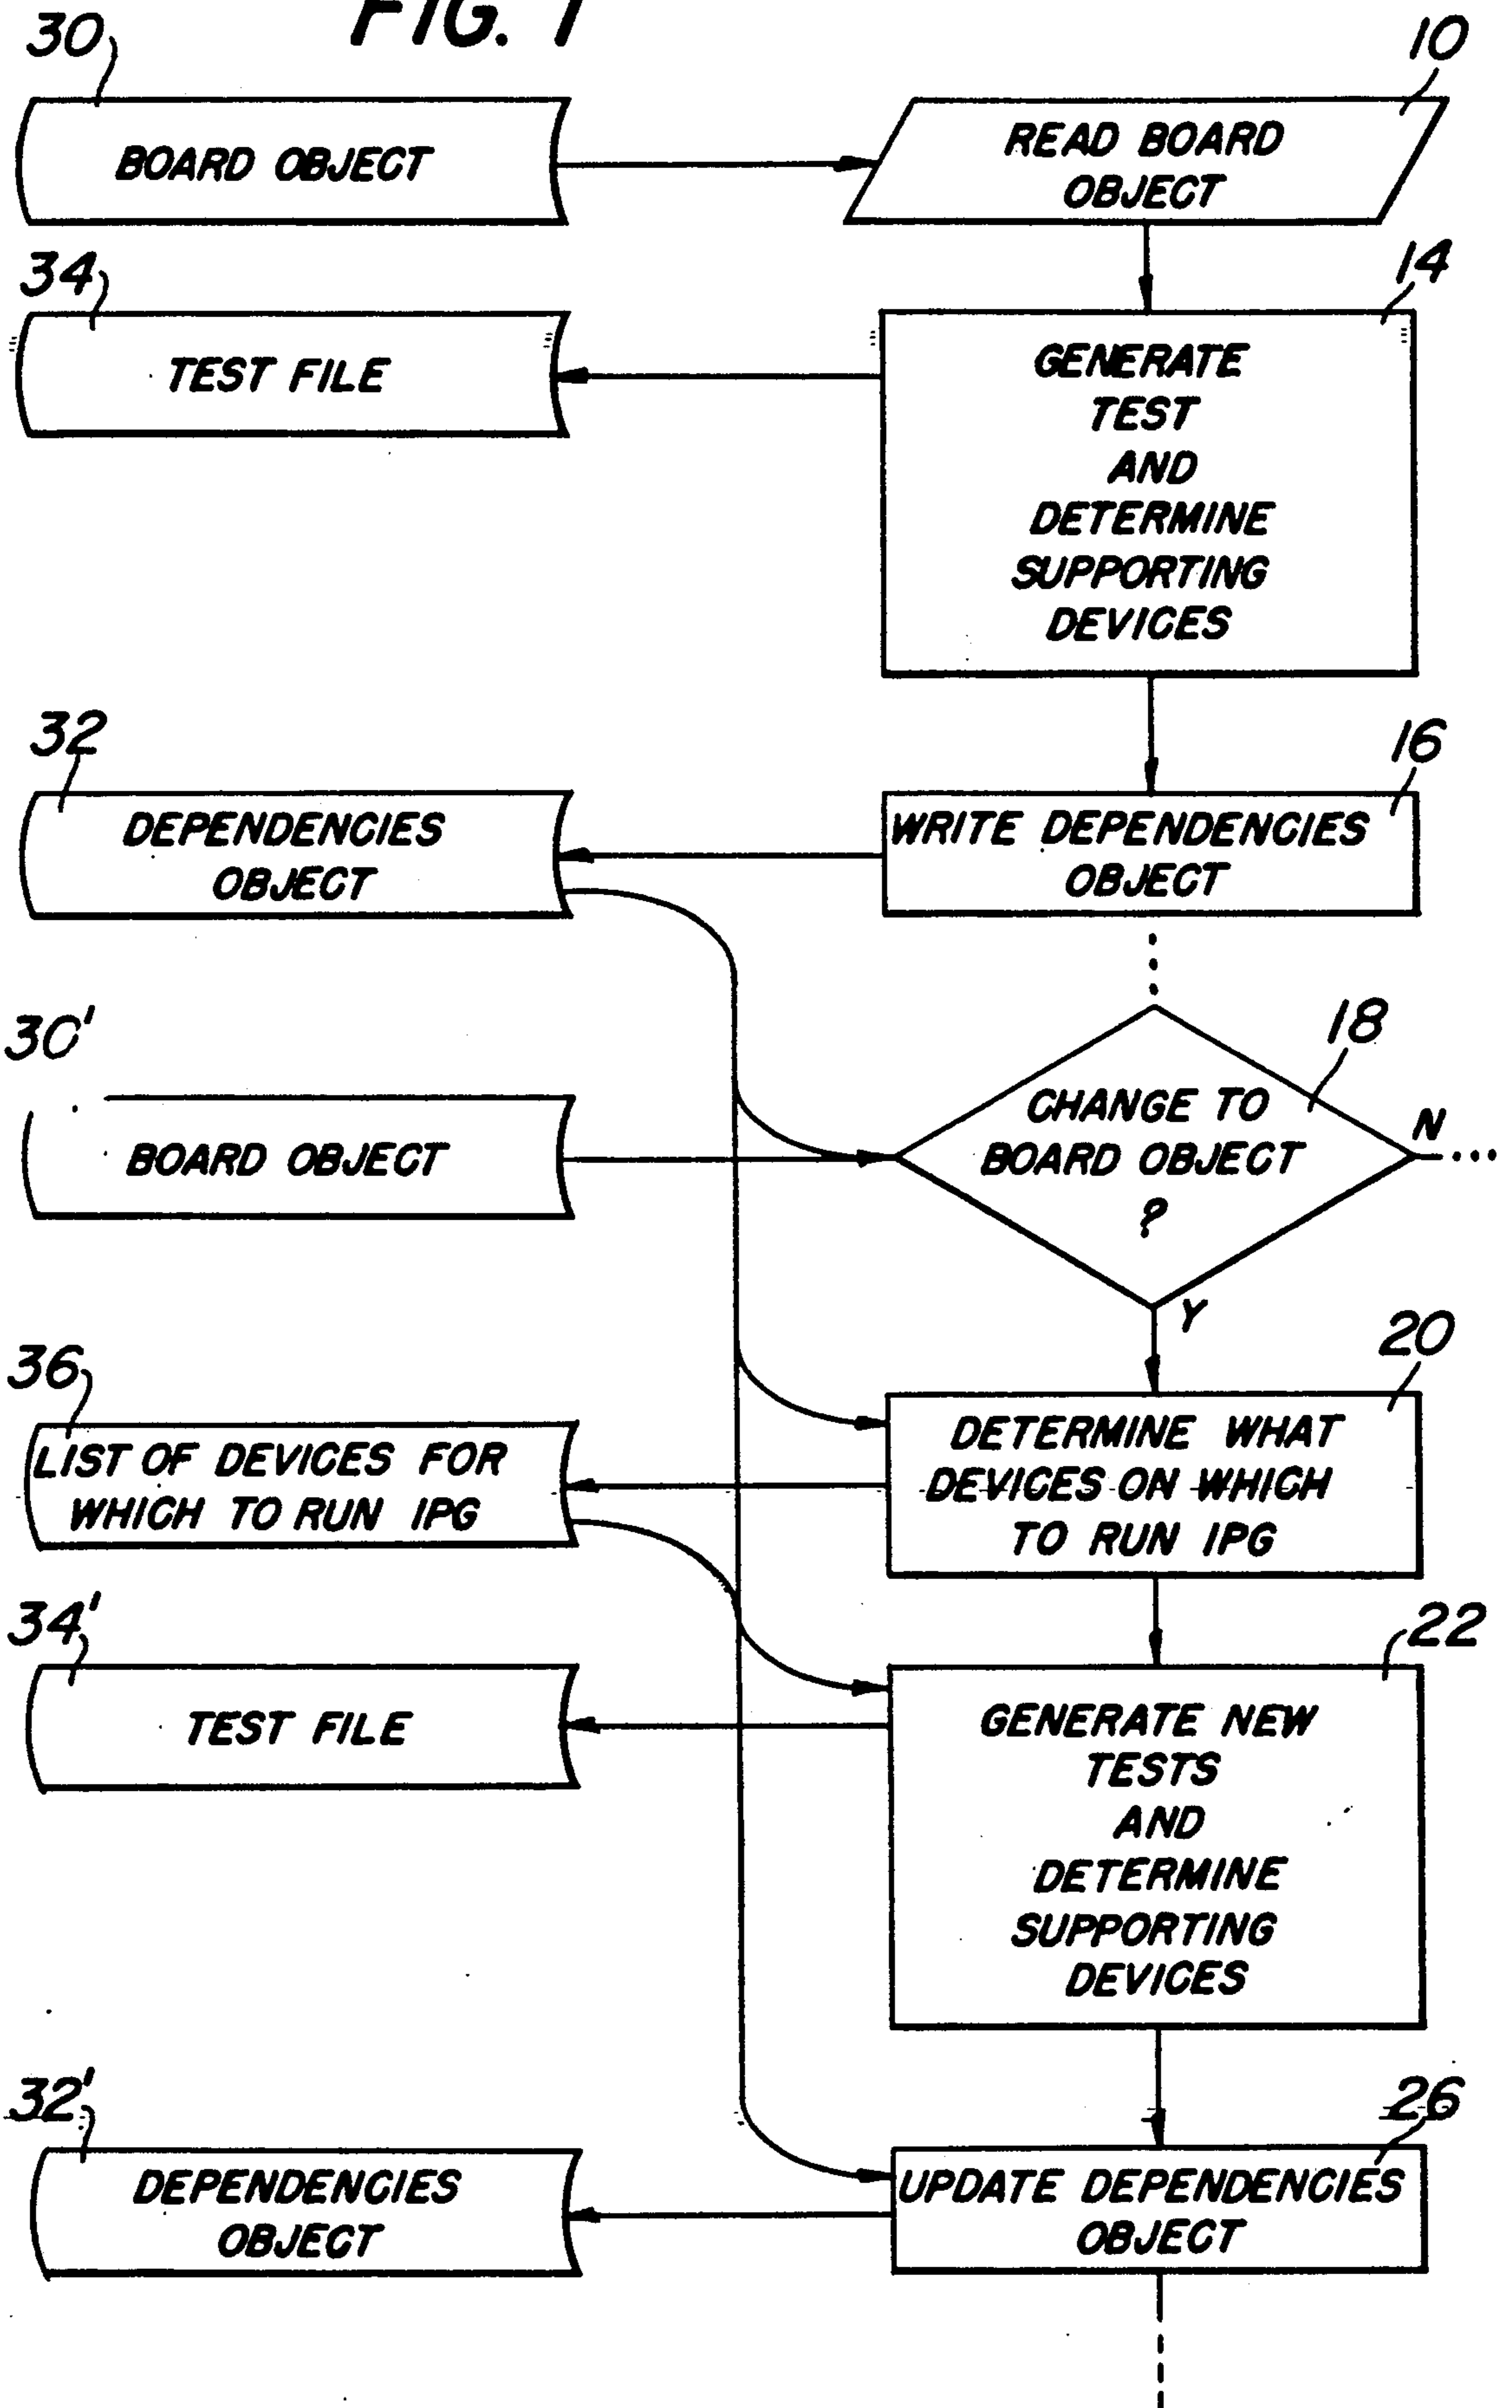 FIG. 1
30
10
BOARD OBJECT
READ BOARD
OBJECT
34
14
TEST FILE
GENERATE
TEST
AND
DETERMINE
SUPPORTING
DEVICES
32
16
DEPENDENCIES
OBJECT
WRITE DEPENDENCIES
OBJECT
30'
18
BOARD OBJECT
CHANGE TO
BOARD OBJECT
?
N
Y
36
20
LIST OF DEVICES FOR
WHICH TO RUN IPG
DETERMINE WHAT
DEVICES ON WHICH
TO RUN IPG
34'
22
TEST FILE
GENERATE NEW
TESTS
AND
DETERMINE
SUPPORTING
DEVICES
32'
26
DEPENDENCIES
OBJECT
UPDATE DEPENDENCIES
OBJECT